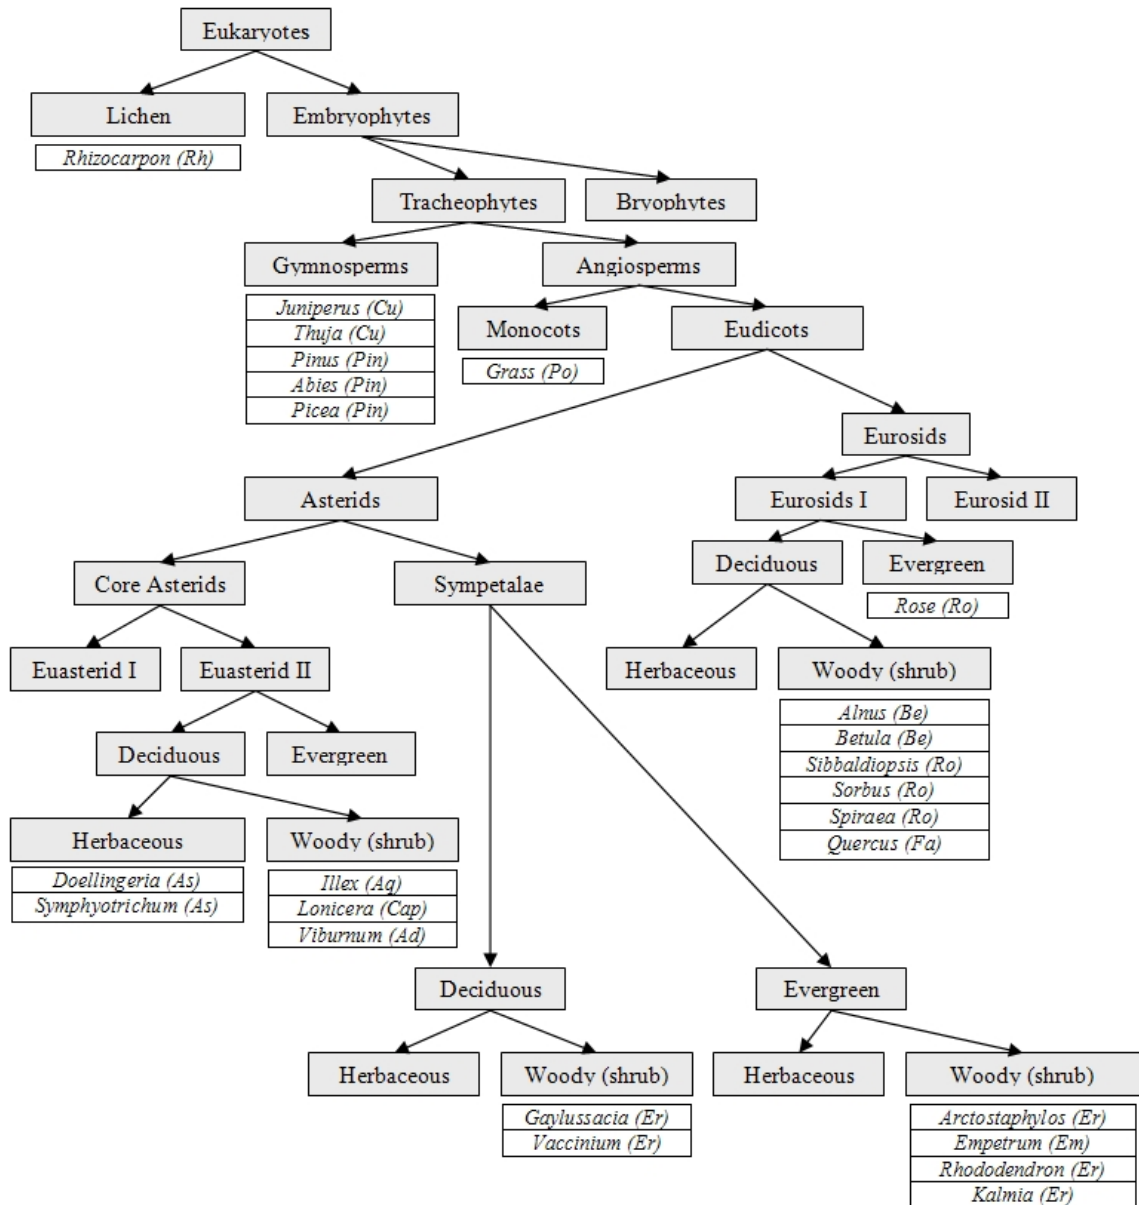 Eukaryotes
Lichen
Embryophytes
Rhizocarpon (Rh)
Tracheophytes
Bryophytes
Gymnosperms
Angiosperms
Juniperus (Cu)
Thuja (Cu)
Pinus (Pin)
Abies (Pin)
Picea (Pin)
Monocots
Eudicots
Grass (Po)
Eurosids
Asterids
Eurosids I
Eurosid II
Core Asterids
Sympetalae
Deciduous
Evergreen
Rose (Ro)
Euasterid I
Euasterid II
Herbaceous
Woody (shrub)
Alnus (Be)
Betula (Be)
Sibbaldiopsis (Ro)
Sorbus (Ro)
Spiraea (Ro)
Quercus (Fa)
Deciduous
Evergreen
Herbaceous
Woody (shrub)
Doellingeria (As)
Symphyotrichum (As)
Illex (Aq)
Lonicera (Cap)
Viburnum (Ad)
Deciduous
Evergreen
Herbaceous
Woody (shrub)
Herbaceous
Woody (shrub)
Gaylussacia (Er)
Vaccinium (Er)
Arctostaphylos (Er)
Empetrum (Em)
Rhododendron (Er)
Kalmia (Er)